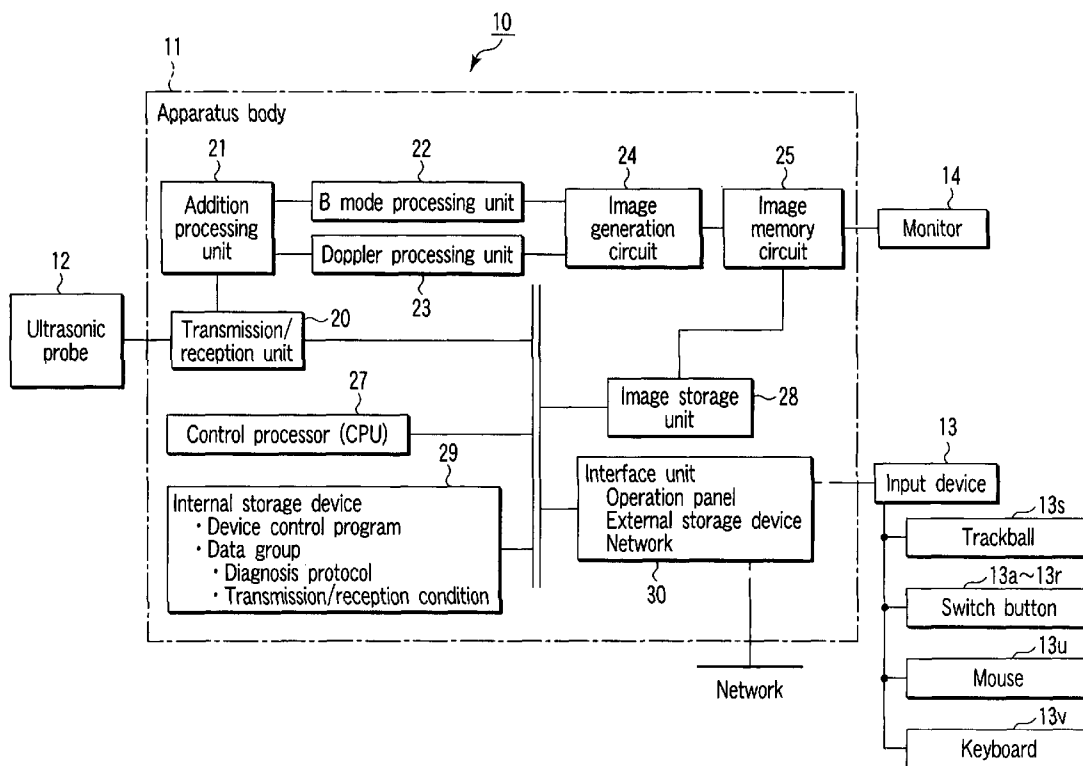 10
11
Apparatus body
21
22
24
25
14
Addition
processing
unit
B mode processing unit
Image
generation
circuit
Image
memory
circuit
Monitor
Doppler processing unit
23
12
Ultrasonic
probe
20
Transmission/
reception unit
27
Control processor (CPU)
Image storage
unit
28
29
Internal storage device
・Device control program
・Data group
・Diagnosis protocol
・Transmission/reception condition
Interface unit
Operation panel
External storage device
Network
30
13
Input device
13s
Trackball
13a~13r
Switch button
13u
Mouse
13v
Keyboard
Network